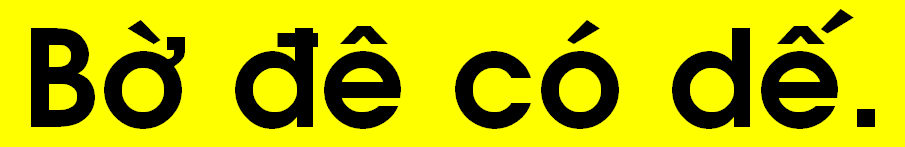 Bờ đê có dế.